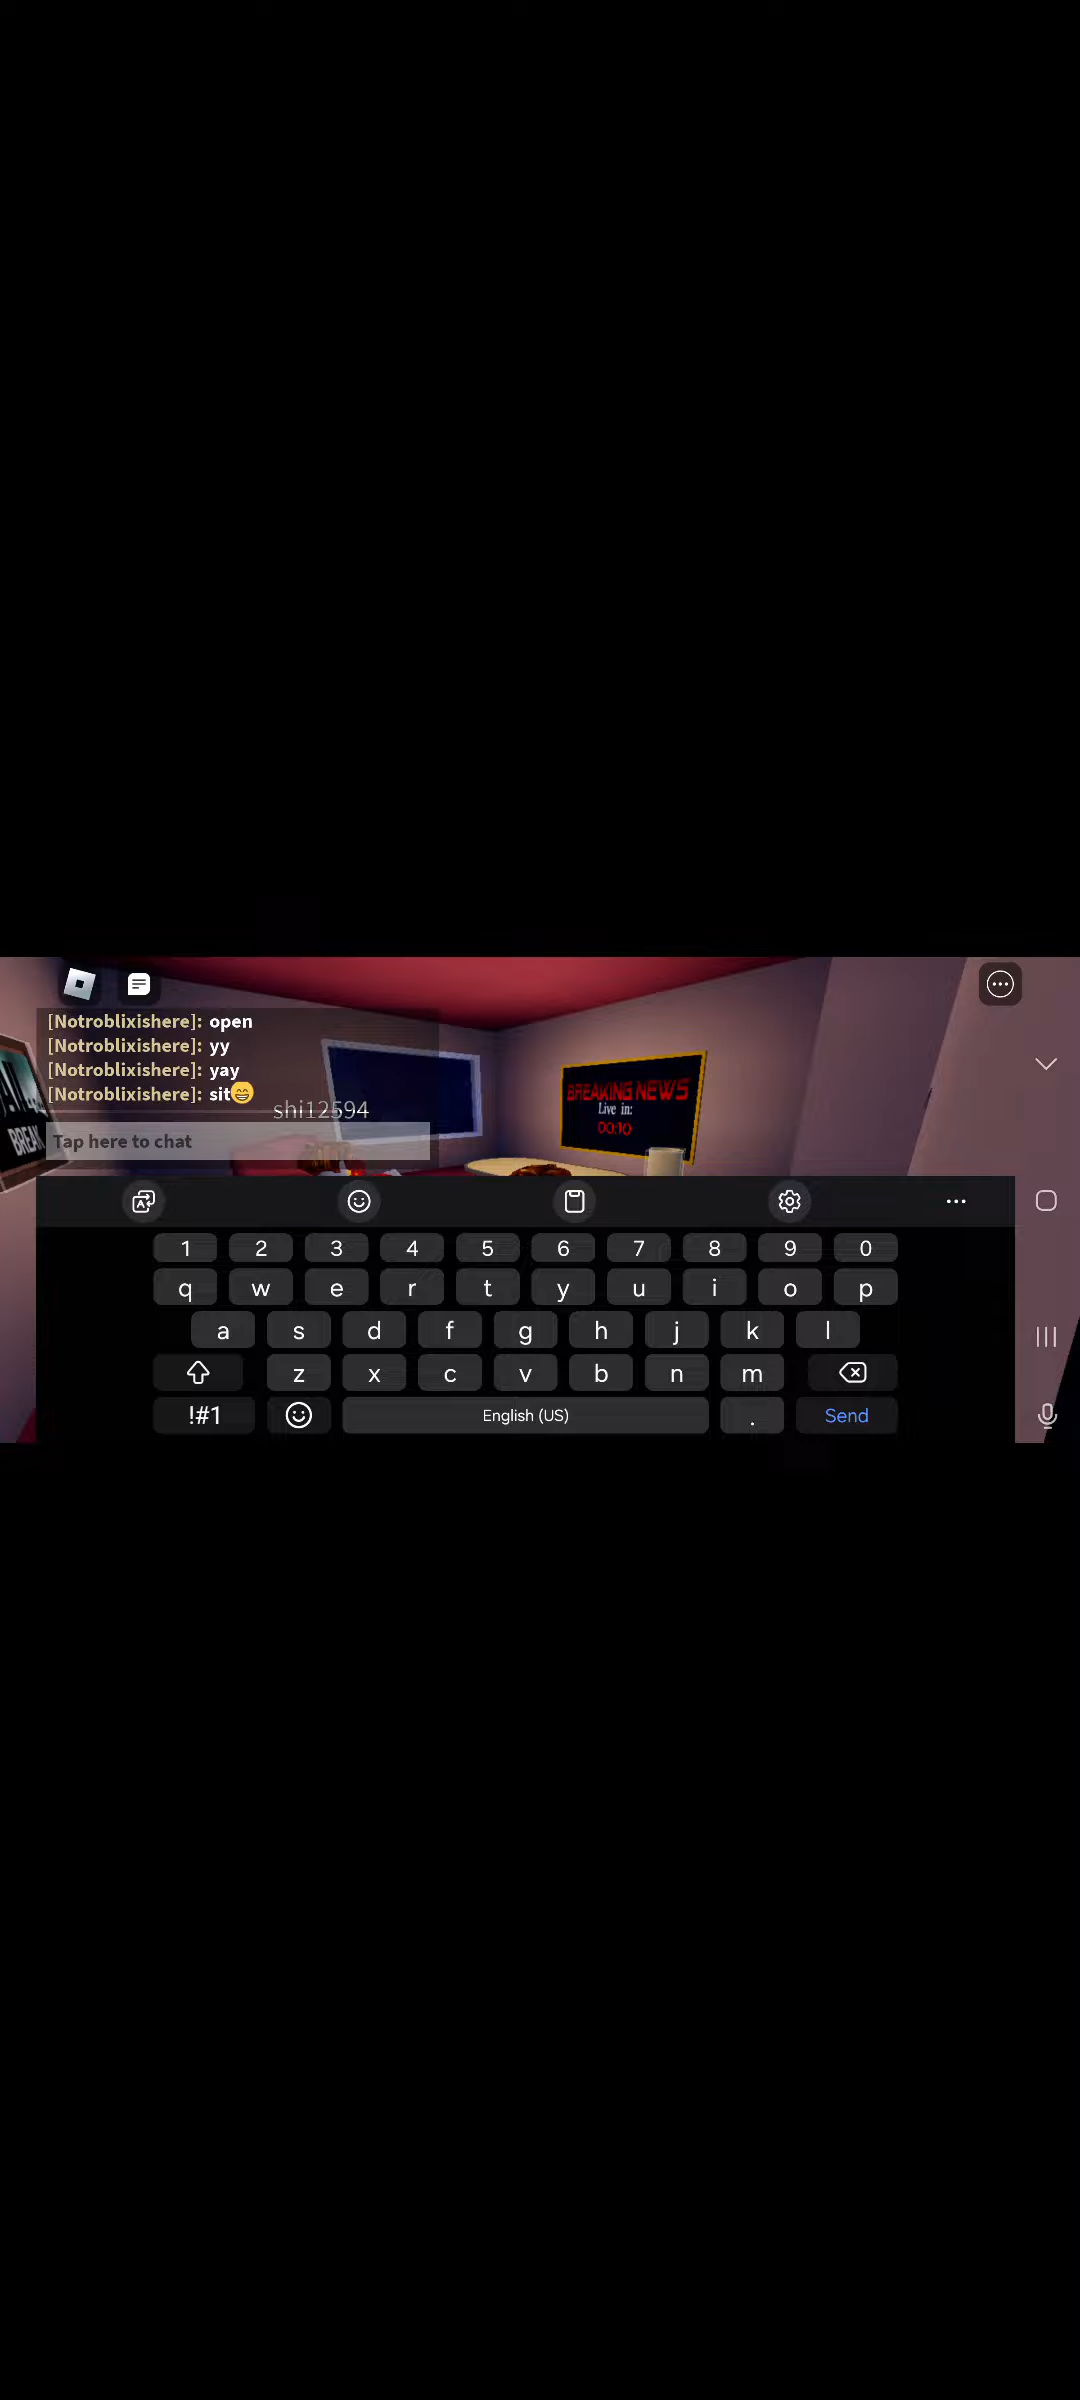 [Notroblixishere]: open
[Notroblixishere]: yy
[Notroblixishere]: yay
[Notroblixishere]: sit😁
shi12594
Tap here to chat
BREAK
BREAKING NEWS
Live in:
00:10
1 2 3 4 5 6 7 8 9 0
q w e r t y u i o p
a s d f g h j k l
z x c v b n m
!#1 English (US) . Send